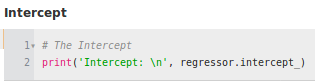 Intercept
1 # The Intercept
2 print('Intercept: \n', regressor.intercept_)